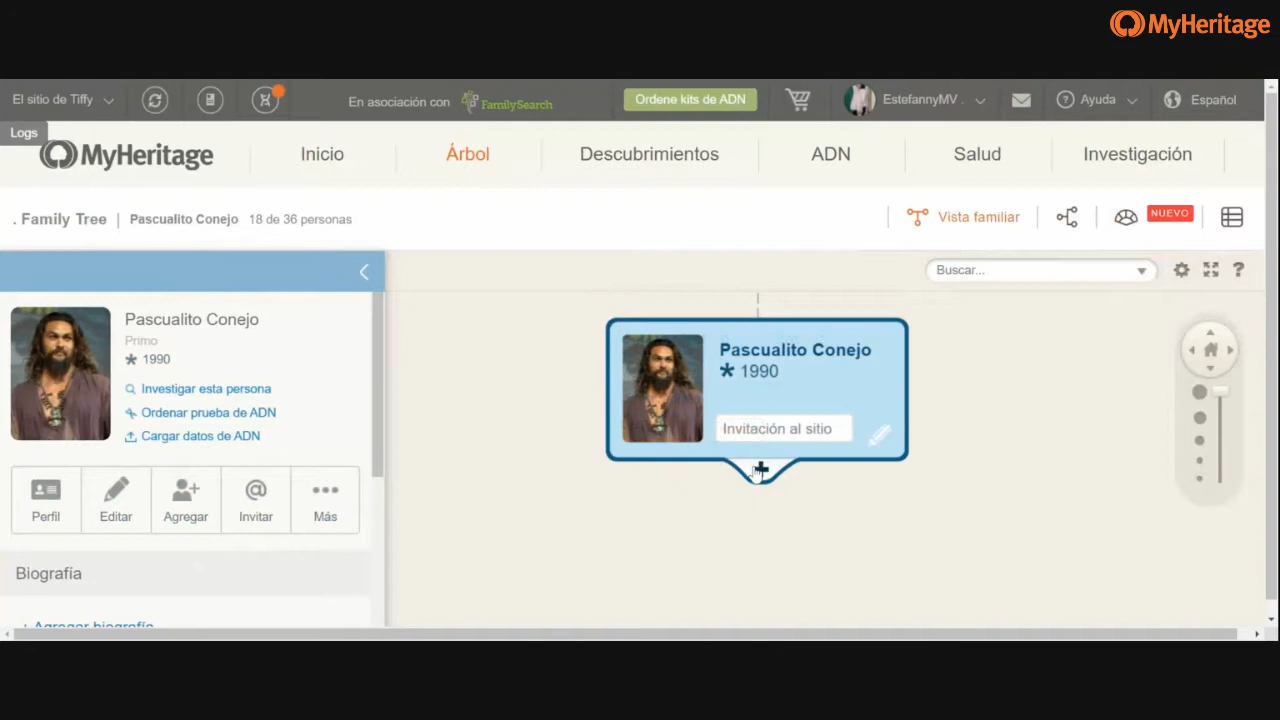 MyHeritage
El sitio de Tiffy
En asociación con FamilySearch
Ordene kits de ADN
EstefannyMV .
Ayuda
Español
Logs
MyHeritage
Inicio
Árbol
Descubrimientos
ADN
Salud
Investigación
. Family Tree | Pascualito Conejo 18 de 36 personas
Vista familiar
NUEVO
Buscar...
?
Pascualito Conejo
Primo
* 1990
Investigar esta persona
Ordenar prueba de ADN
Cargar datos de ADN
Perfil
Editar
Agregar
@
Invitar
Más
Biografía
+ Agregar biografía
Pascualito Conejo
* 1990
Invitación al sitio